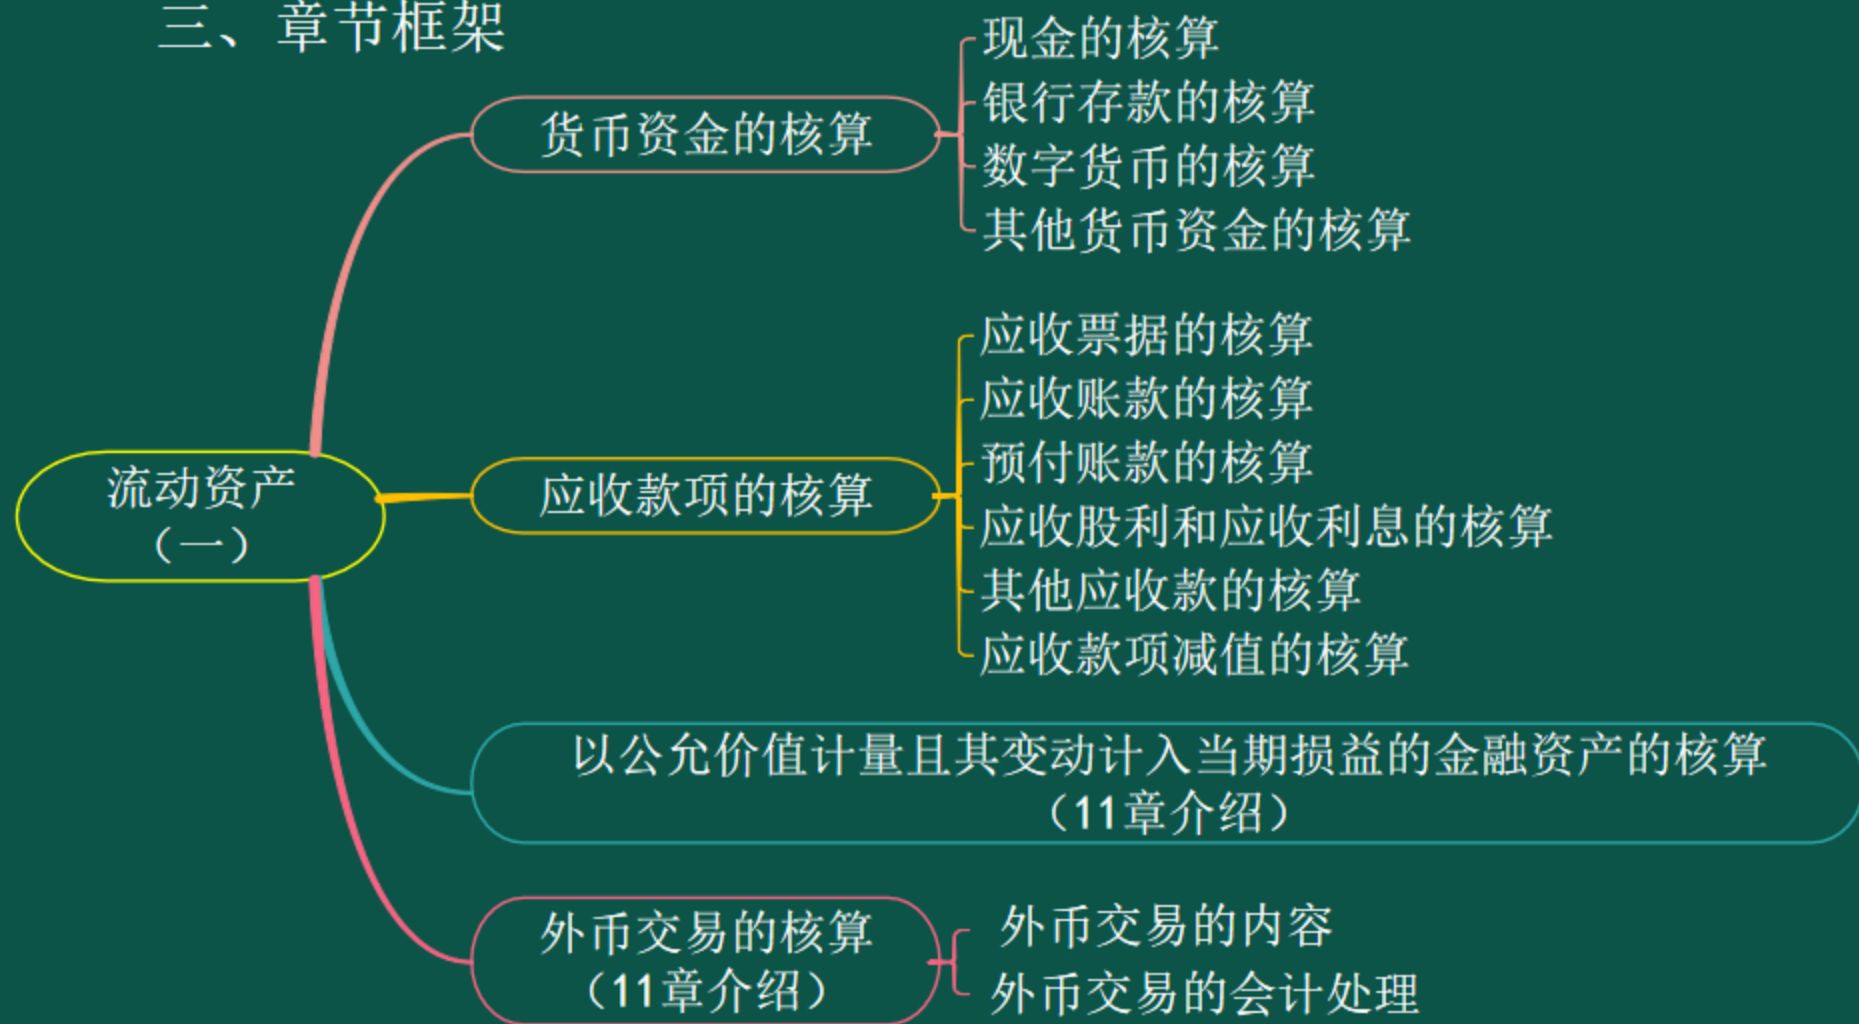 三、章节框架
流动资产
（一）
货币资金的核算
现金的核算
银行存款的核算
数字货币的核算
其他货币资金的核算
应收款项的核算
应收票据的核算
应收账款的核算
预付账款的核算
应收股利和应收利息的核算
其他应收款的核算
应收款项减值的核算
以公允价值计量且其变动计入当期损益的金融资产的核算
（11章介绍）
外币交易的核算
（11章介绍）
外币交易的内容
外币交易的会计处理